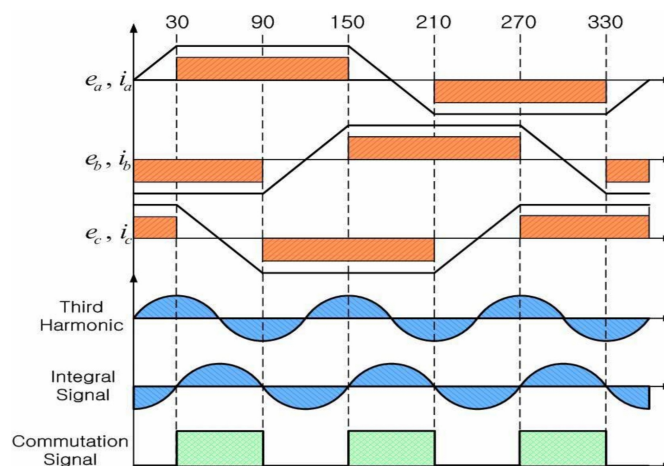 30 90 150 210 270 330
e_a , i_a
e_b , i_b
e_c , i_c
Third
Harmonic
Integral
Signal
Commutation
Signal